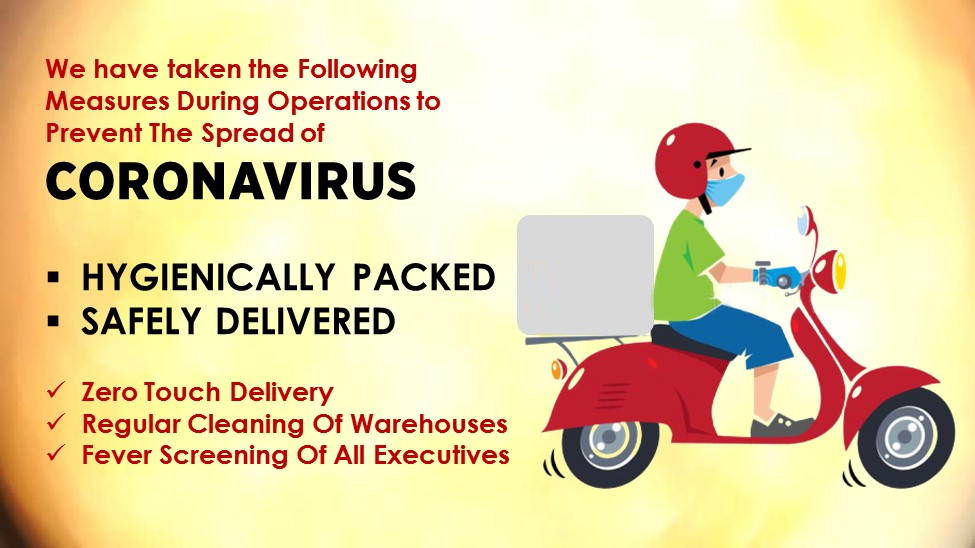 We have taken the Following
Measures During Operations to
Prevent The Spread of
CORONAVIRUS
▪ HYGIENICALLY PACKED
▪ SAFELY DELIVERED
✓ Zero Touch Delivery
✓ Regular Cleaning Of Warehouses
✓ Fever Screening Of All Executives